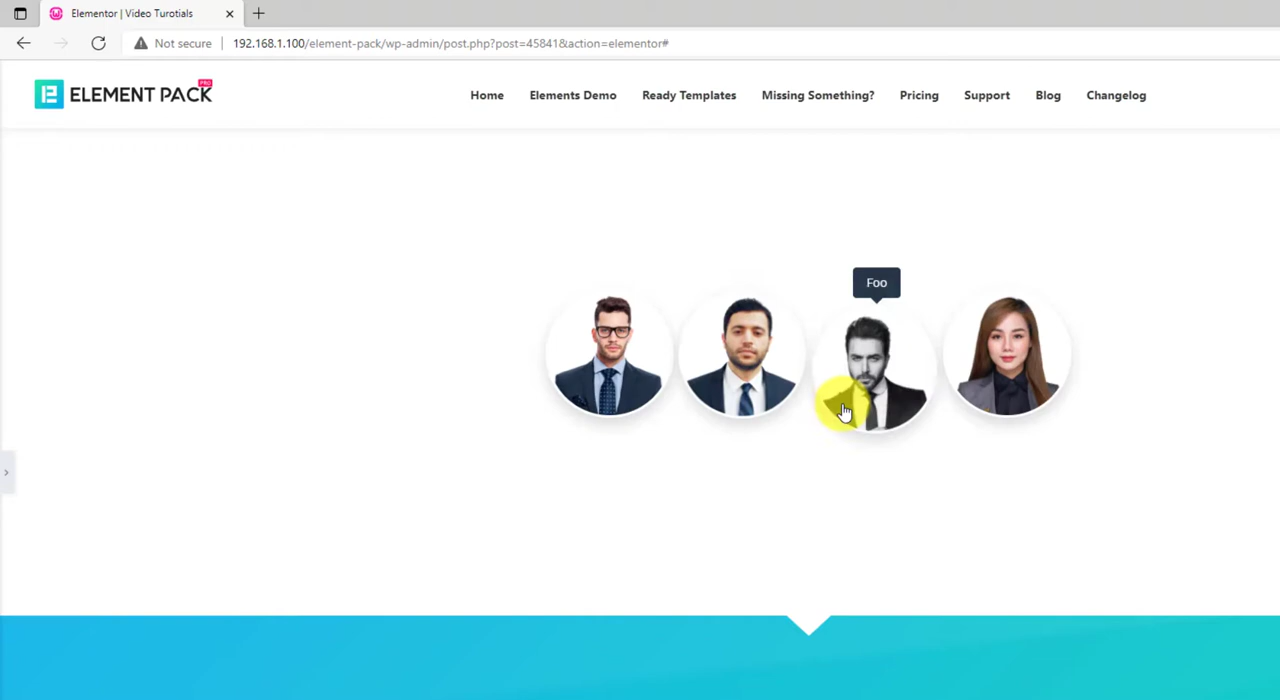 Elementor | Video Turotials
Not secure
192.168.1.100/element-pack/wp-admin/post.php?post=45841&action=elementor#
ELEMENT PACK PRO
Home
Elements Demo
Ready Templates
Missing Something?
Pricing
Support
Blog
Changelog
Foo